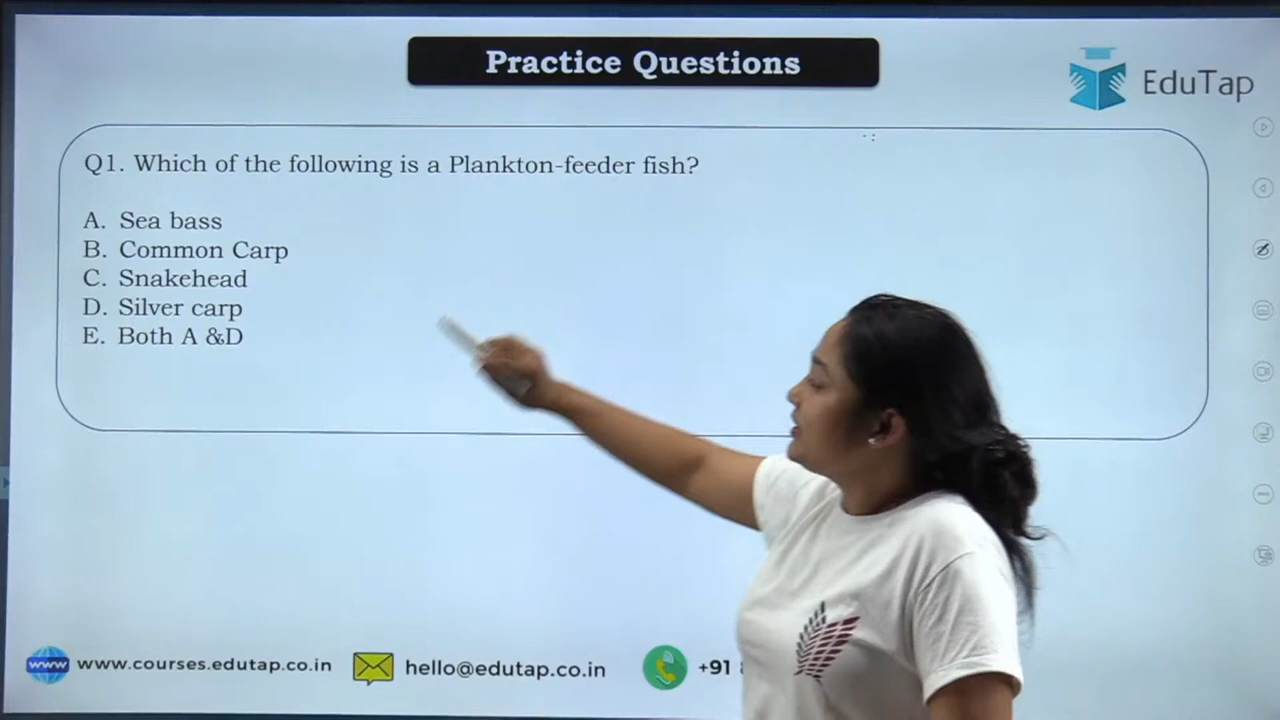 Practice Questions
EduTap
Q1. Which of the following is a Plankton-feeder fish?
A. Sea bass
B. Common Carp
C. Snakehead
D. Silver carp
E. Both A &D
www www.courses.edutap.co.in
hello@edutap.co.in
+91